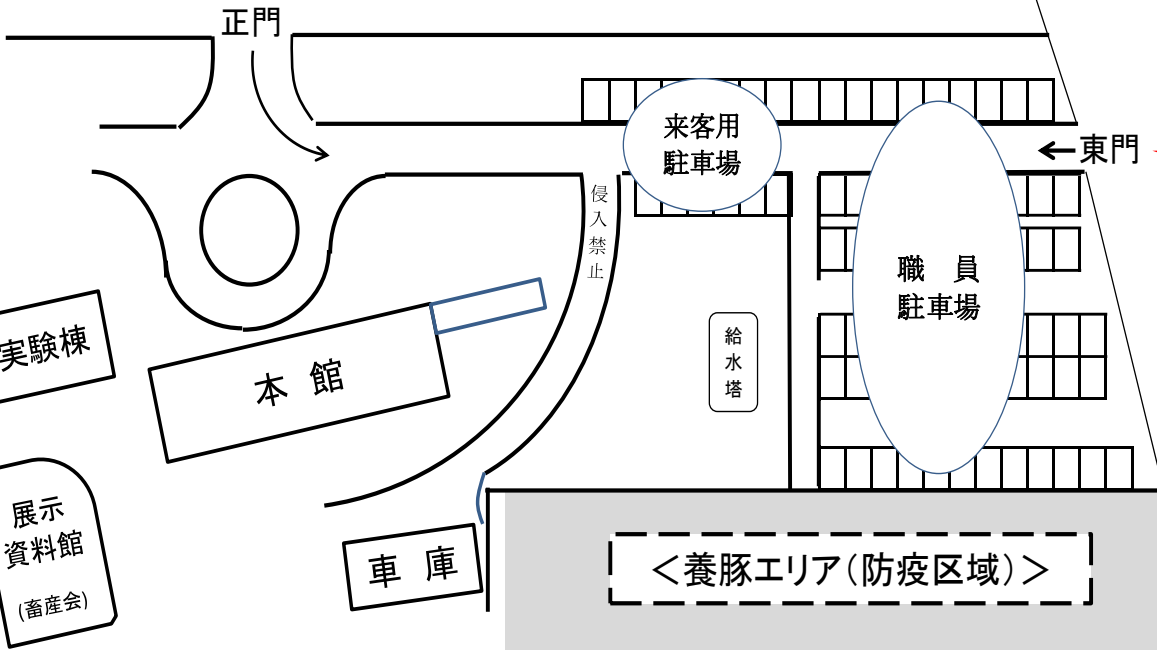 正門
来客用
駐車場
東門
侵入禁止
職　員
駐車場
実験棟
本 館
給水塔
展示
資料館
(畜産会)
車 庫
＜養豚エリア（防疫区域）＞